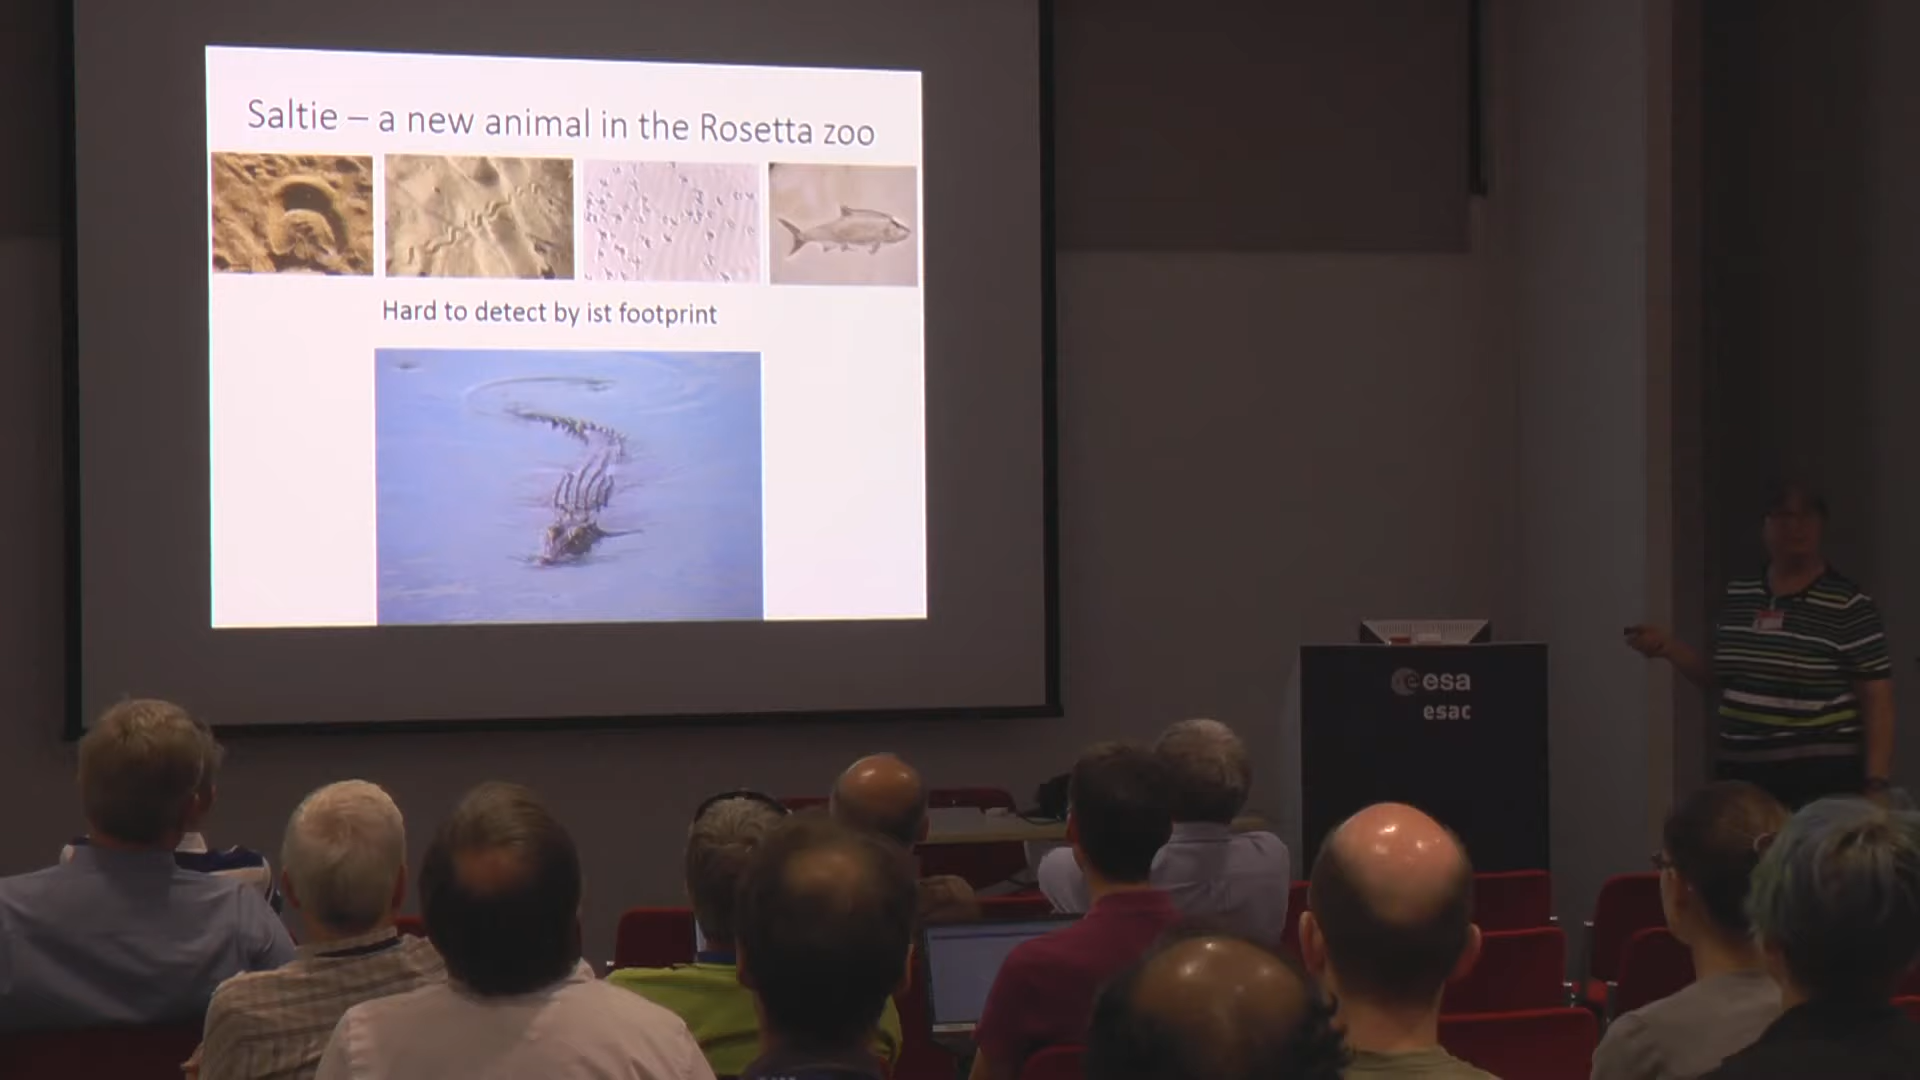 Saltie – a new animal in the Rosetta zoo
Hard to detect by ist footprint
esa
esac